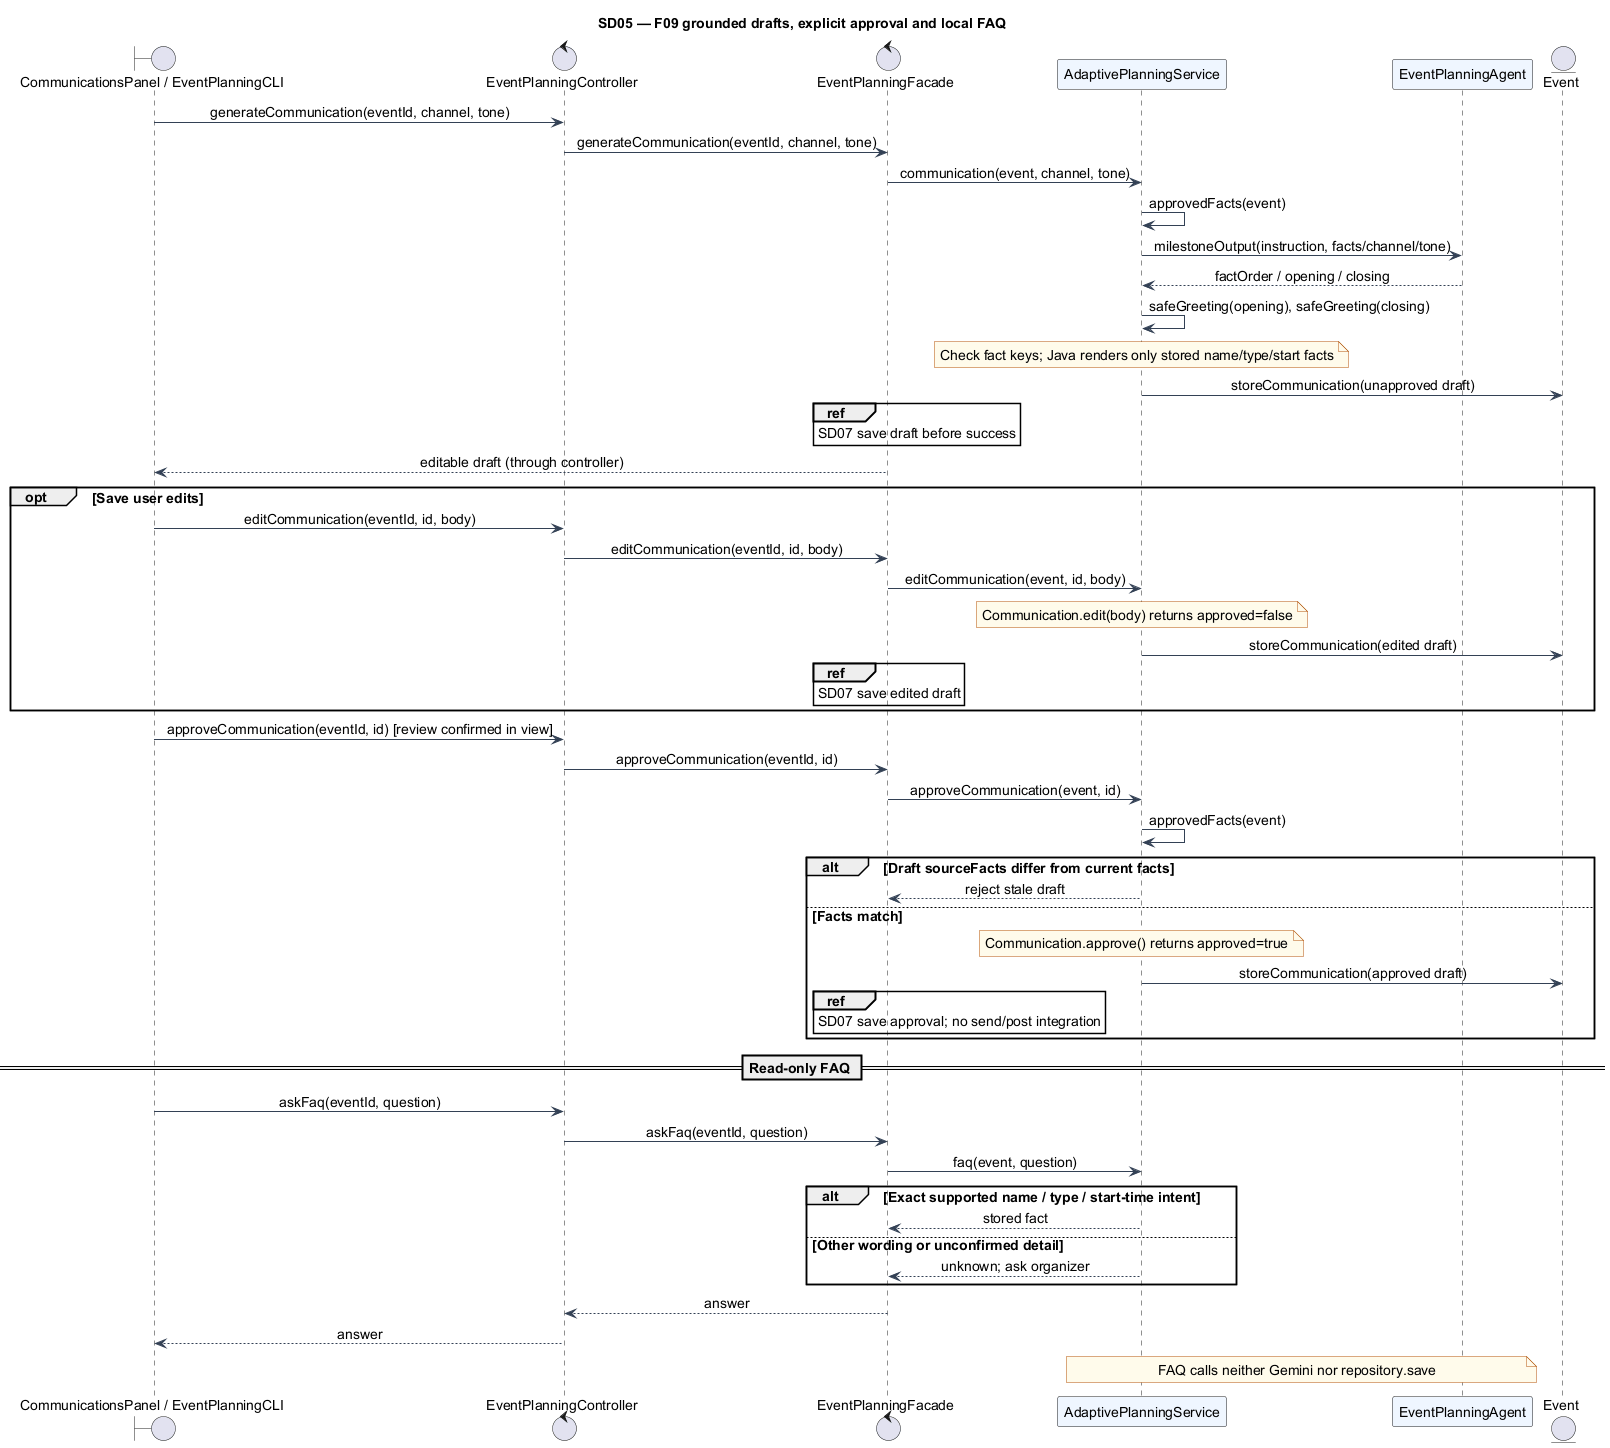 SD05 — F09 grounded drafts, explicit approval and local FAQ
CommunicationsPanel / EventPlanningCLI
EventPlanningController
EventPlanningFacade
AdaptivePlanningService
EventPlanningAgent
Event
generateCommunication(eventId, channel, tone)
generateCommunication(eventId, channel, tone)
communication(event, channel, tone)
approvedFacts(event)
milestoneOutput(instruction, facts/channel/tone)
factOrder / opening / closing
safeGreeting(opening), safeGreeting(closing)
Check fact keys; Java renders only stored name/type/start facts
storeCommunication(unapproved draft)
ref
SD07 save draft before success
editable draft (through controller)
opt [Save user edits]
editCommunication(eventId, id, body)
editCommunication(eventId, id, body)
editCommunication(event, id, body)
Communication.edit(body) returns approved=false
storeCommunication(edited draft)
ref
SD07 save edited draft
approveCommunication(eventId, id) [review confirmed in view]
approveCommunication(eventId, id)
approveCommunication(event, id)
approvedFacts(event)
alt [Draft sourceFacts differ from current facts]
reject stale draft
[Facts match]
Communication.approve() returns approved=true
storeCommunication(approved draft)
ref
SD07 save approval; no send/post integration
Read-only FAQ
askFaq(eventId, question)
askFaq(eventId, question)
faq(event, question)
alt [Exact supported name / type / start-time intent]
stored fact
[Other wording or unconfirmed detail]
unknown; ask organizer
answer
answer
FAQ calls neither Gemini nor repository.save
CommunicationsPanel / EventPlanningCLI
EventPlanningController
EventPlanningFacade
AdaptivePlanningService
EventPlanningAgent
Event